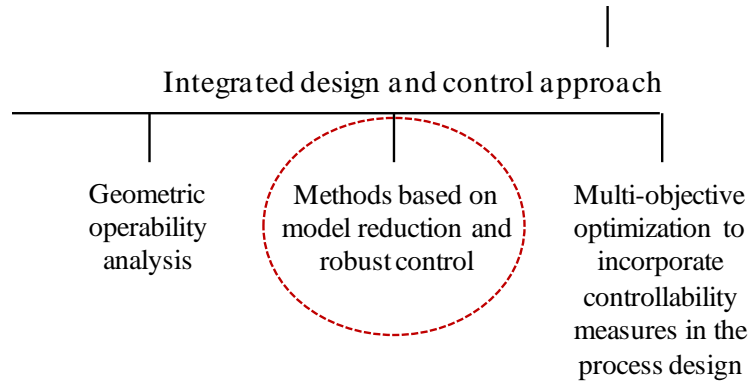 Integrated design and control approach
Geometric
operability
analysis
Methods based on
model reduction and
robust control
Multi-objective
optimization to
incorporate
controllability
measures in the
process design